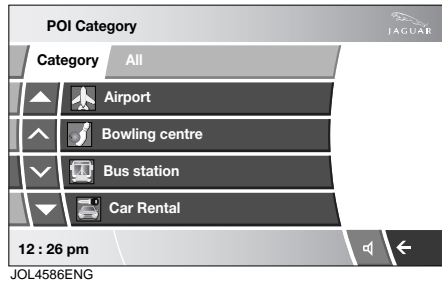 POI Category
JAGUAR
Category All
Airport
Bowling centre
Bus station
Car Rental
12 : 26 pm
JOL4586ENG